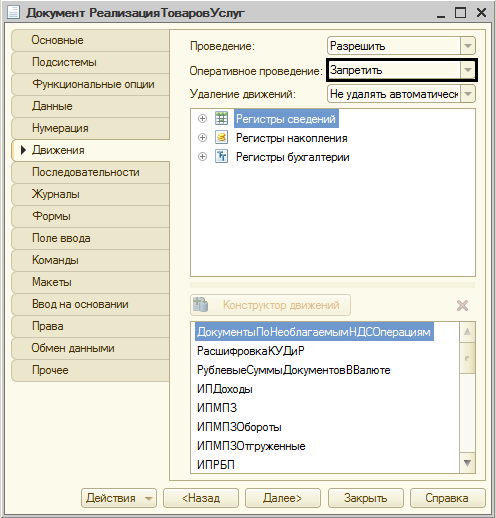 Документ РеализацияТоваровУслуг
Основные
Подсистемы
Функциональные опции
Данные
Нумерация
Движения
Последовательности
Журналы
Формы
Поле ввода
Команды
Макеты
Ввод на основании
Права
Обмен данными
Прочее
Проведение: Разрешить
Оперативное проведение: Запретить
Удаление движений: Не удалять автоматическ
Регистры сведений
Регистры накопления
Регистры бухгалтерии
Конструктор движений
ДокументыПоНеоблагаемымНДСОперациям
РасшифровкаКУДиР
РублевыеСуммыДокументовВВалюте
ИПДоходы
ИПМПЗ
ИПМПЗОбороты
ИПМПЗОтгруженные
ИПРБП
Действия <Назад Далее> Закрыть Справка